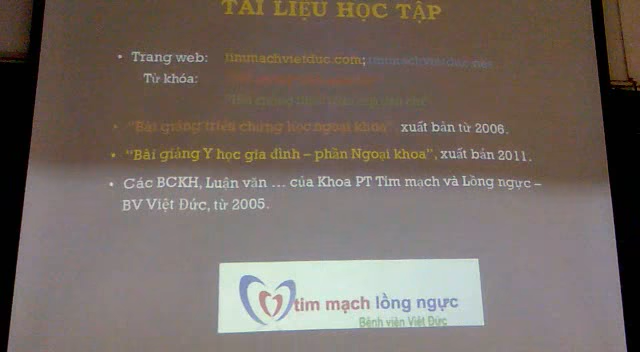 TÀI LIỆU HỌC TẬP
• Trang web: timmachvietduc.com; timmachvietduc.net
Từ khóa:
• "Bài giảng triệu chứng học ngoại khoa" xuất bản từ 2006.
• "Bài giảng Y học gia đình – phần Ngoại khoa", xuất bản 2011.
• Các BCKH, Luận văn ... của Khoa PT Tim mạch và Lồng ngực –
BV Việt Đức, từ 2005.
tim mạch lồng ngực
Bệnh viện Việt Đức